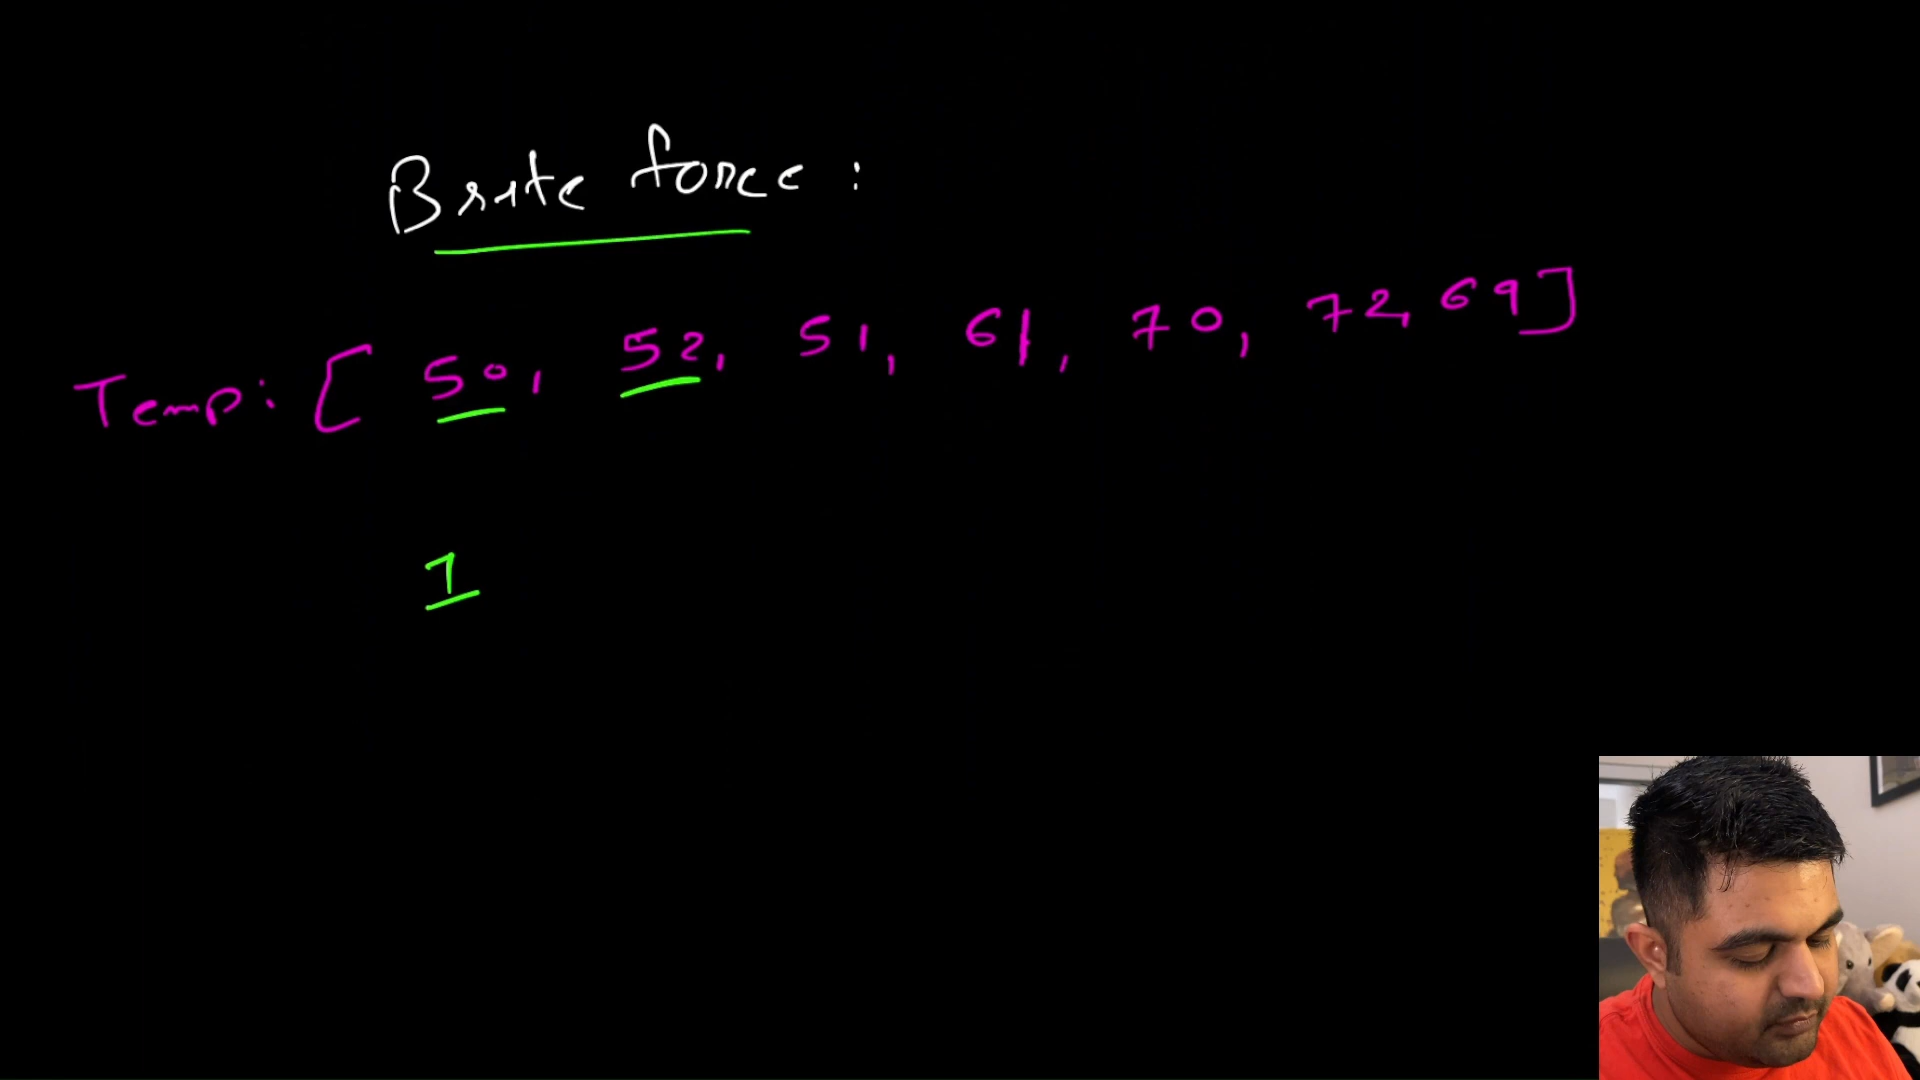 Brute force :
Temp: [ 50, 52, 51, 61, 70, 72, 69]
1